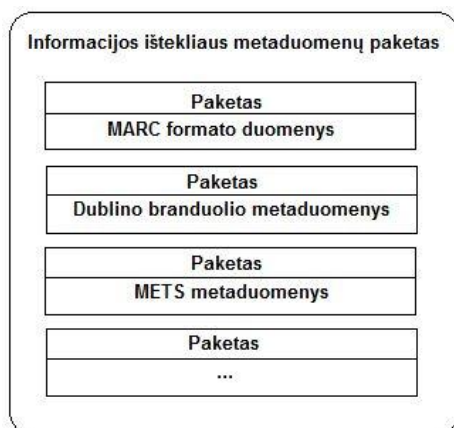 Informacijos ištekliaus metaduomenų paketas
Paketas
MARC formato duomenys
Paketas
Dublino branduolio metaduomenys
Paketas
METS metaduomenys
Paketas
...